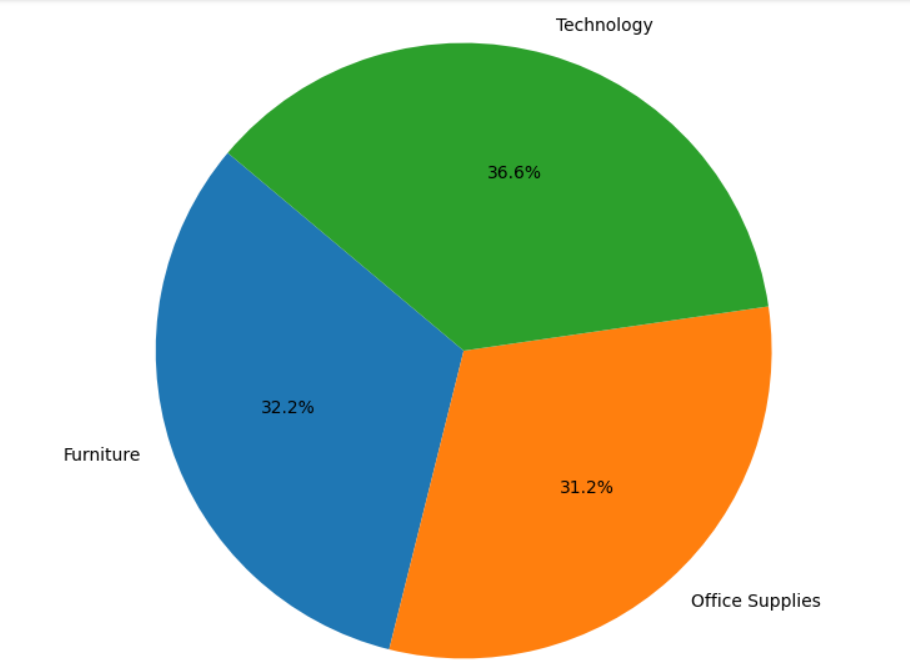 Technology
36.6%
32.2%
Furniture
31.2%
Office Supplies